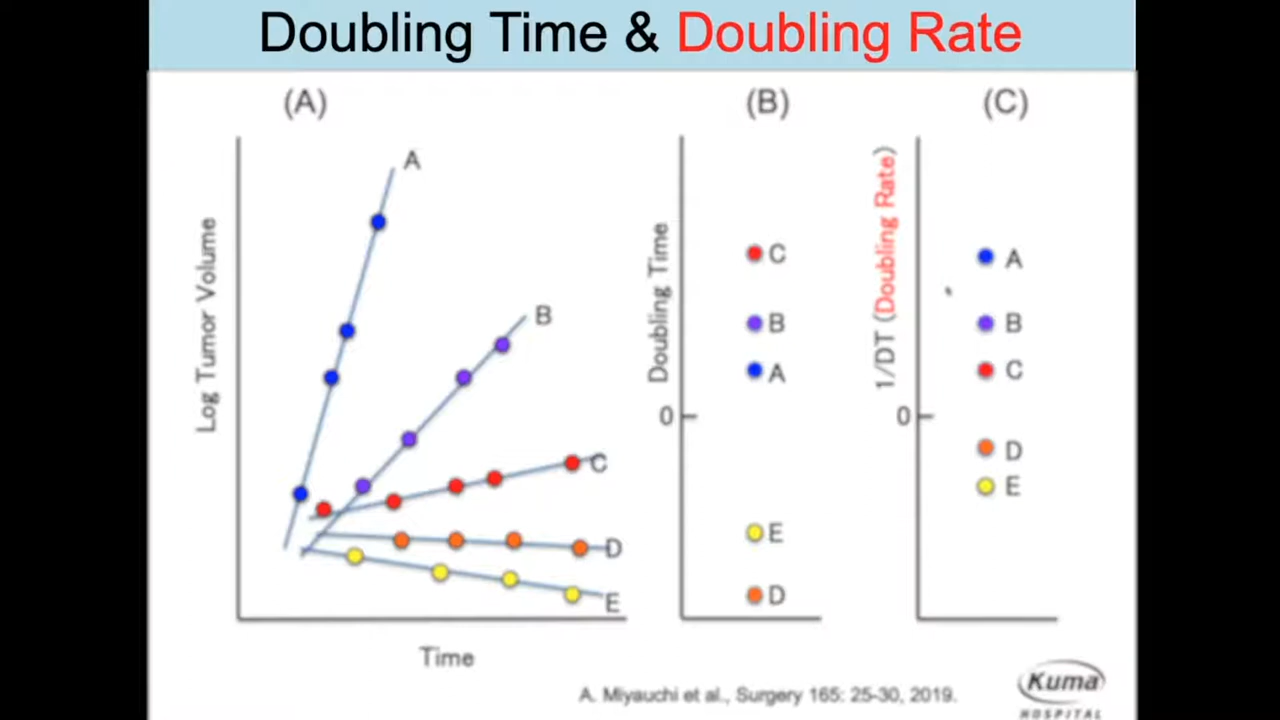 Doubling Time & Doubling Rate
(A)
(B)
(C)
Log Tumor Volume
Time
A
B
C
D
E
Doubling Time
0
C
B
A
E
D
1/DT (Doubling Rate)
0
A
B
C
D
E
A. Miyauchi et al., Surgery 165: 25-30, 2019.
Kuma
HOSPITAL